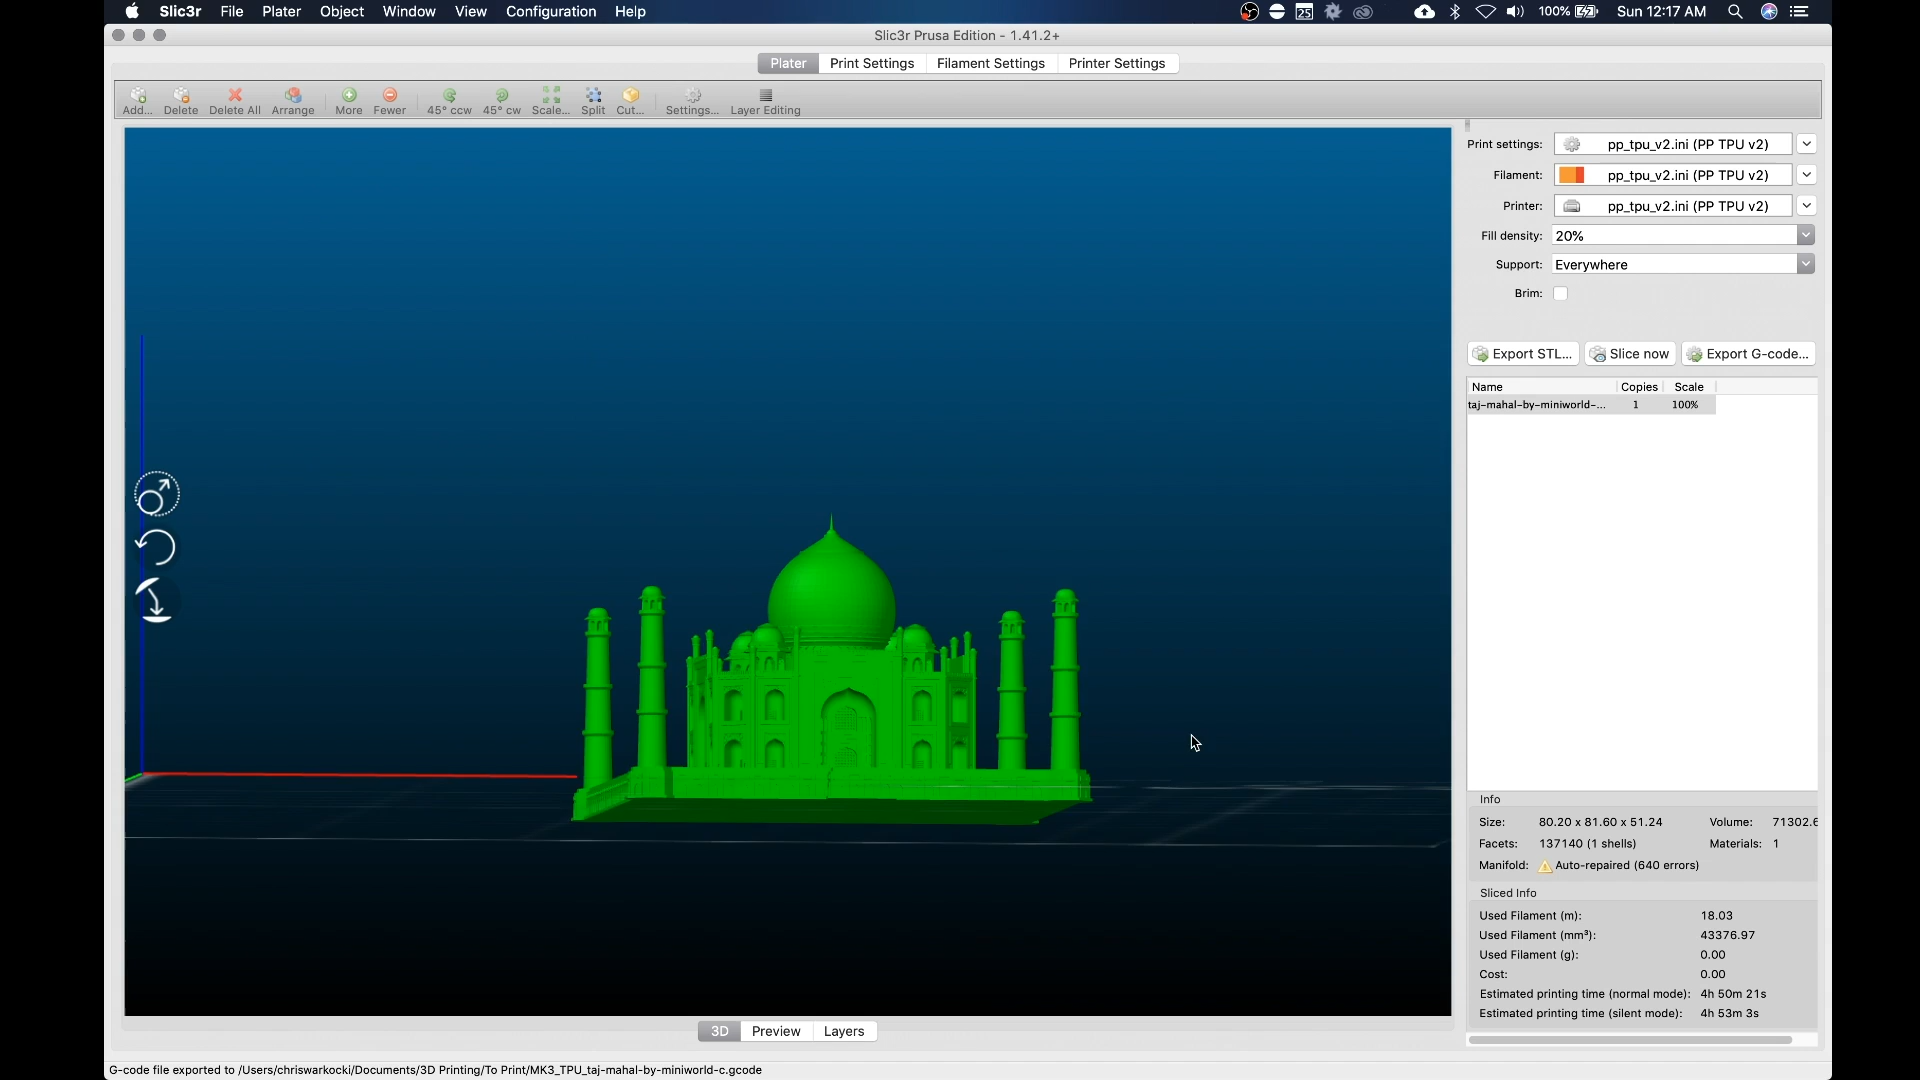 Slic3r File Plater Object Window View Configuration Help 25 100% Sun 12:17 AM
Slic3r Prusa Edition - 1.41.2+
Plater Print Settings Filament Settings Printer Settings
Add... Delete Delete All Arrange More Fewer 45° ccw 45° cw Scale... Split Cut... Settings... Layer Editing
Print settings: pp_tpu_v2.ini (PP TPU v2)
Filament: pp_tpu_v2.ini (PP TPU v2)
Printer: pp_tpu_v2.ini (PP TPU v2)
Fill density: 20%
Support: Everywhere
Brim:
Export STL... Slice now Export G-code...
Name Copies Scale
taj-mahal-by-miniworld-... 1 100%
Info
Size: 80.20 x 81.60 x 51.24 Volume: 71302.6
Facets: 137140 (1 shells) Materials: 1
Manifold: Auto-repaired (640 errors)
Sliced Info
Used Filament (m): 18.03
Used Filament (mm³): 43376.97
Used Filament (g): 0.00
Cost: 0.00
Estimated printing time (normal mode): 4h 50m 21s
Estimated printing time (silent mode): 4h 53m 3s
3D Preview Layers
G-code file exported to /Users/chriswarkocki/Documents/3D Printing/To Print/MK3_TPU_taj-mahal-by-miniworld-c.gcode